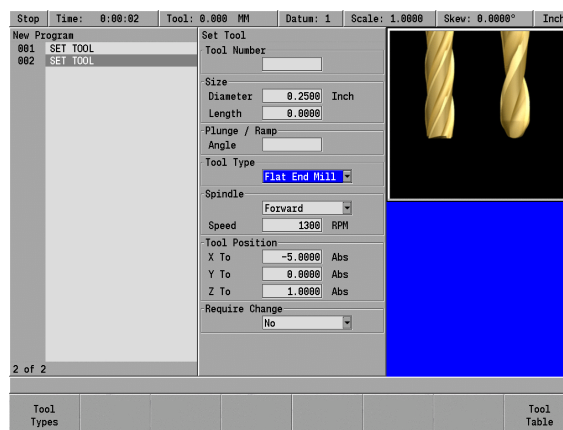 Stop Time: 0:00:02 Tool: 0.000 MM Datum: 1 Scale: 1.0000 Skew: 0.0000° Inch
New Program
001 SET TOOL
002 SET TOOL
2 of 2
Set Tool
Tool Number
Size
Diameter 0.2500 Inch
Length 0.0000
Plunge / Ramp
Angle
Tool Type
Flat End Mill
Spindle
Forward
Speed 1300 RPM
Tool Position
X To -5.0000 Abs
Y To 0.0000 Abs
Z To 1.0000 Abs
Require Change
No
Tool
Types
Tool
Table